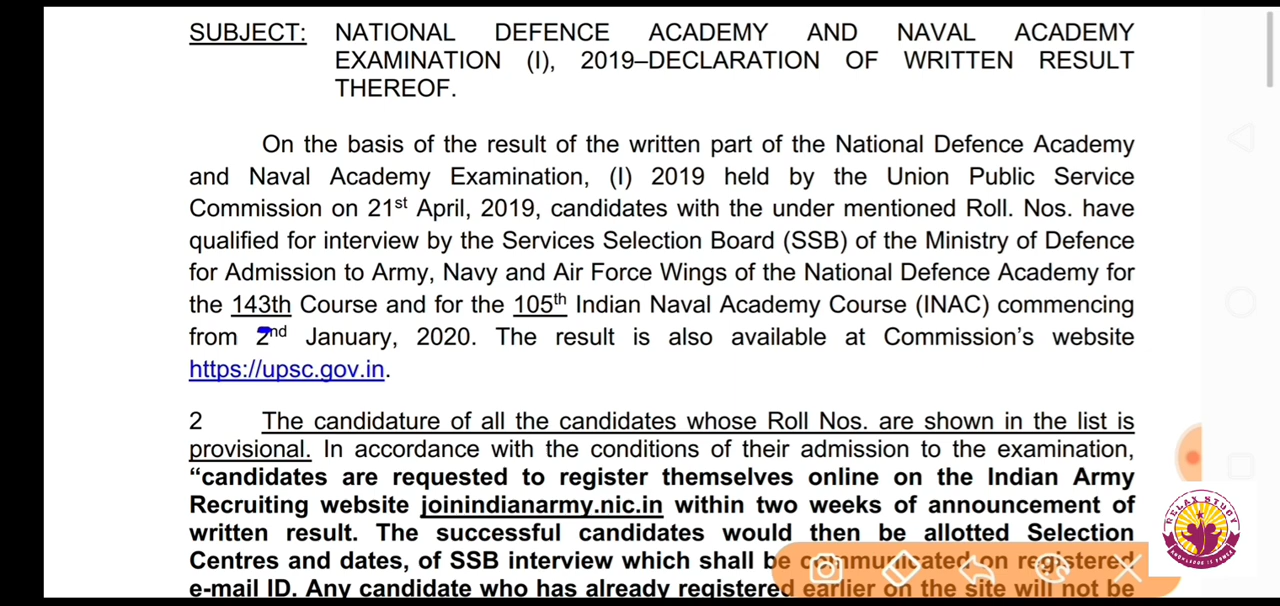 SUBJECT: NATIONAL DEFENCE ACADEMY AND NAVAL ACADEMY
EXAMINATION (I), 2019–DECLARATION OF WRITTEN RESULT
THEREOF.
On the basis of the result of the written part of the National Defence Academy
and Naval Academy Examination, (I) 2019 held by the Union Public Service
Commission on 21st April, 2019, candidates with the under mentioned Roll. Nos. have
qualified for interview by the Services Selection Board (SSB) of the Ministry of Defence
for Admission to Army, Navy and Air Force Wings of the National Defence Academy for
the 143th Course and for the 105th Indian Naval Academy Course (INAC) commencing
from 2nd January, 2020. The result is also available at Commission's website
https://upsc.gov.in.
2 The candidature of all the candidates whose Roll Nos. are shown in the list is
provisional. In accordance with the conditions of their admission to the examination,
“candidates are requested to register themselves online on the Indian Army
Recruiting website joinindianarmy.nic.in within two weeks of announcement of
written result. The successful candidates would then be allotted Selection
Centres and dates, of SSB interview which shall be communicated on registered
e-mail ID. Any candidate who has already registered earlier on the site will not be
RELAX STUDY
KNOWLEDGE IS POWER